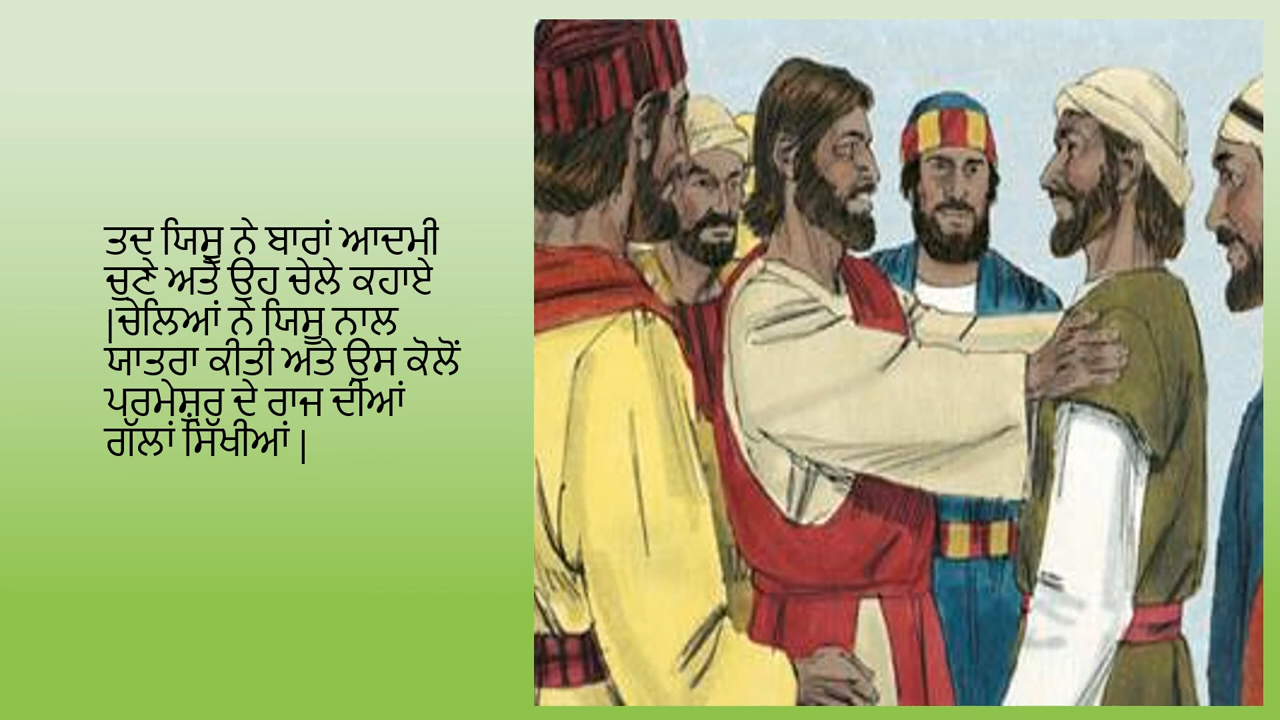 ਤਦ ਯਿਸੂ ਨੇ ਬਾਰਾਂ ਆਦਮੀ
ਚੁਣੇ ਅਤੇ ਉਹ ਚੇਲੇ ਕਹਾਏ
|ਚੇਲਿਆਂ ਨੇ ਯਿਸੂ ਨਾਲ
ਯਾਤਰਾ ਕੀਤੀ ਅਤੇ ਉਸ ਕੋਲੋਂ
ਪਰਮੇਸ਼ੁਰ ਦੇ ਰਾਜ ਦੀਆਂ
ਗੱਲਾਂ ਸਿੱਖੀਆਂ |